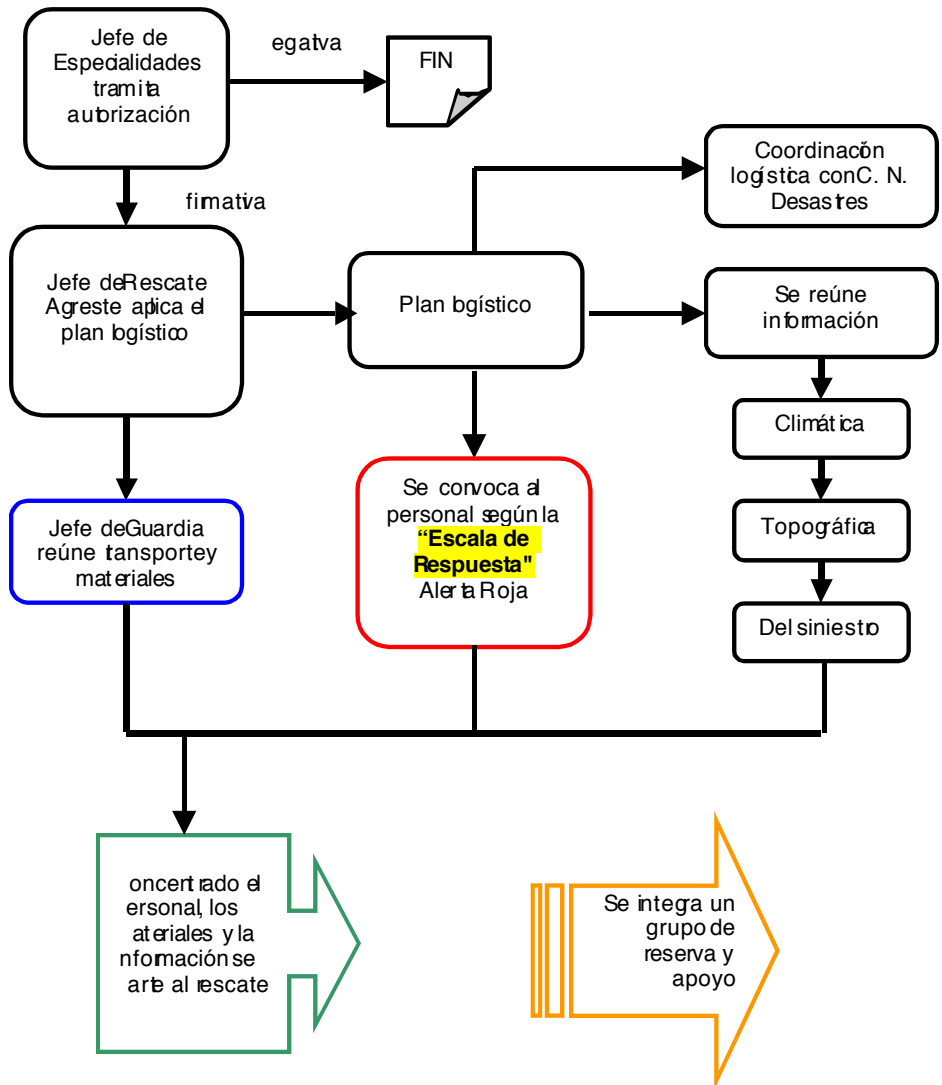 Jefe de
Especialidades
tramita
autorización
egativa
FIN
Coordinación
logística con C. N.
Desastres
firmativa
Jefe de Rescate
Agreste aplica el
plan logístico
Plan logístico
Se reúne
información
Climática
Se convoca al
personal según la
“Escala de
Respuesta"
Alerta Roja
Jefe de Guardia
reúne transporte y
materiales
Topográfica
Del siniestro
oncentrado el
ersonal, los
ateriales y la
nformación se
arte al rescate
Se integra un
grupo de
reserva y
apoyo